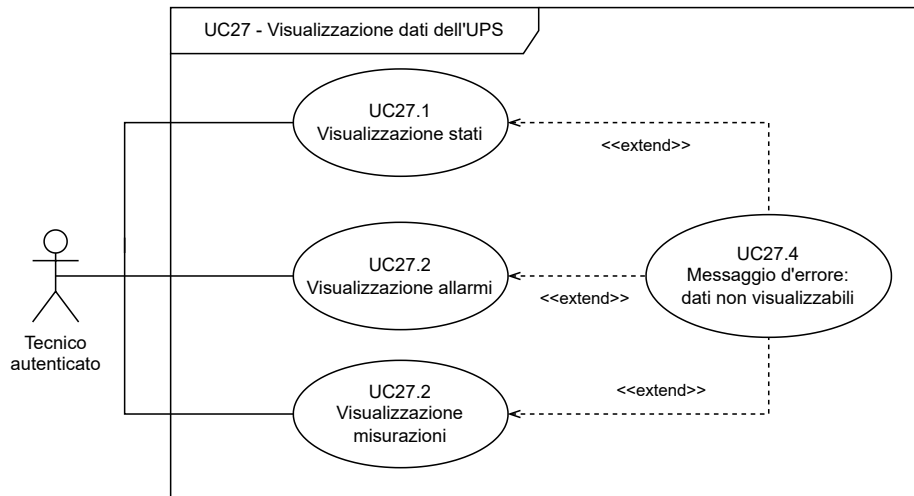 UC27 - Visualizzazione dati dell'UPS
UC27.1
Visualizzazione stati
<<extend>>
UC27.2
Visualizzazione allarmi
<<extend>>
UC27.4
Messaggio d'errore:
dati non visualizzabili
Tecnico
autenticato
UC27.2
Visualizzazione
misurazioni
<<extend>>